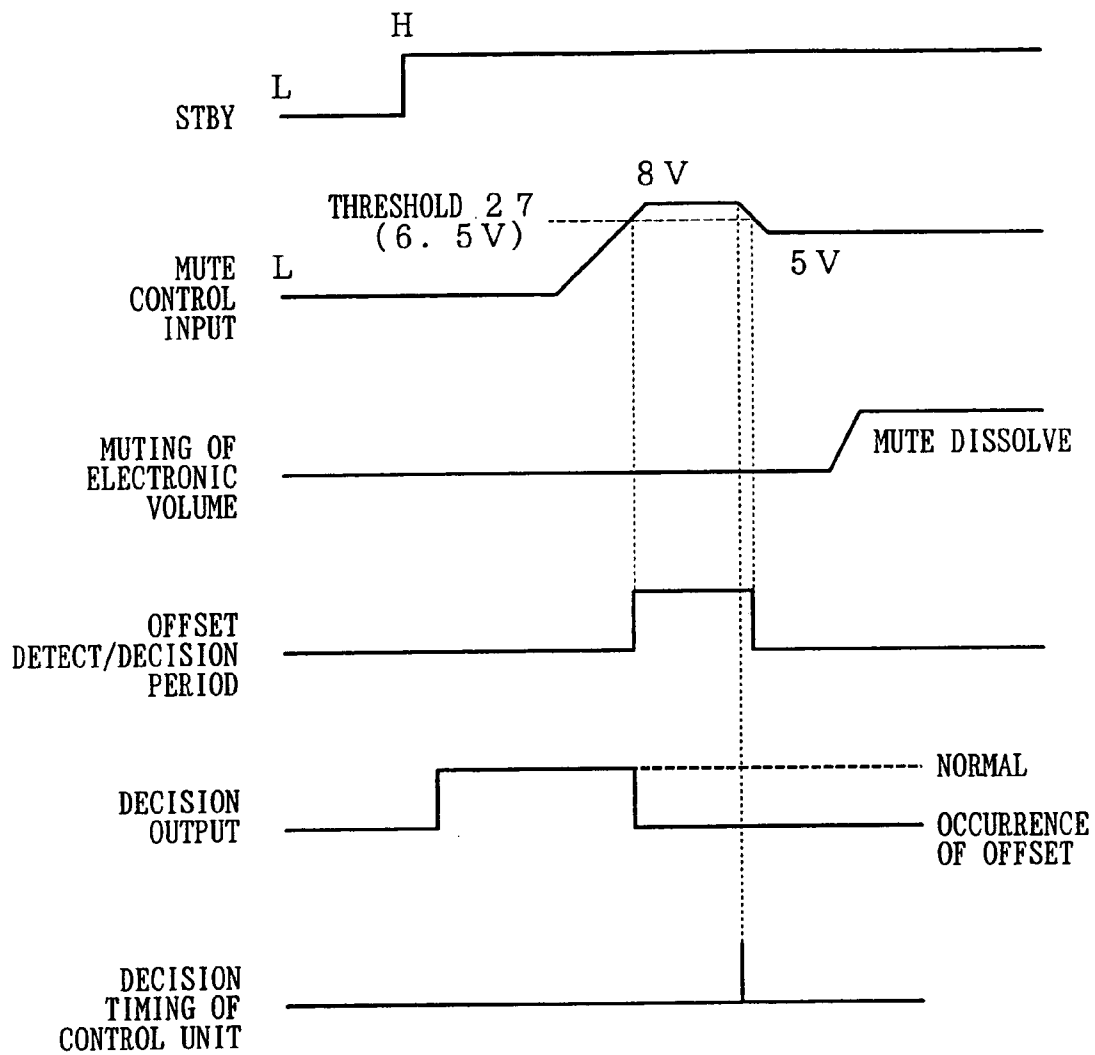 H
L
STBY
8 V
THRESHOLD 2 7
(6. 5V)
5 V
L
MUTE
CONTROL
INPUT
MUTING OF
ELECTRONIC
VOLUME
MUTE DISSOLVE
OFFSET
DETECT/DECISION
PERIOD
DECISION
OUTPUT
NORMAL
OCCURRENCE
OF OFFSET
DECISION
TIMING OF
CONTROL UNIT